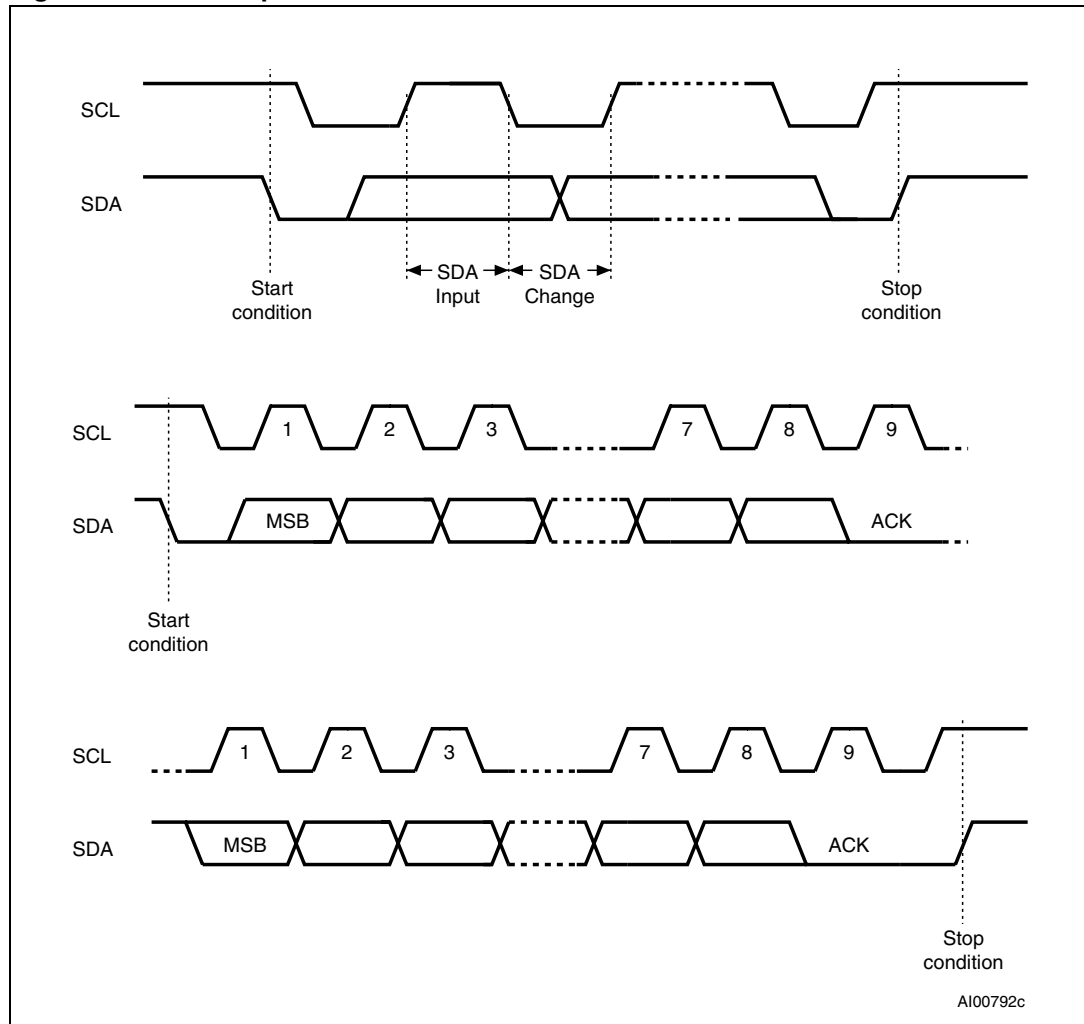 SCL
SDA
SDA
Input
SDA
Change
Start
condition
Stop
condition
SCL
1
2
3
7
8
9
SDA
MSB
ACK
Start
condition
SCL
1
2
3
7
8
9
SDA
MSB
ACK
Stop
condition
AI00792c